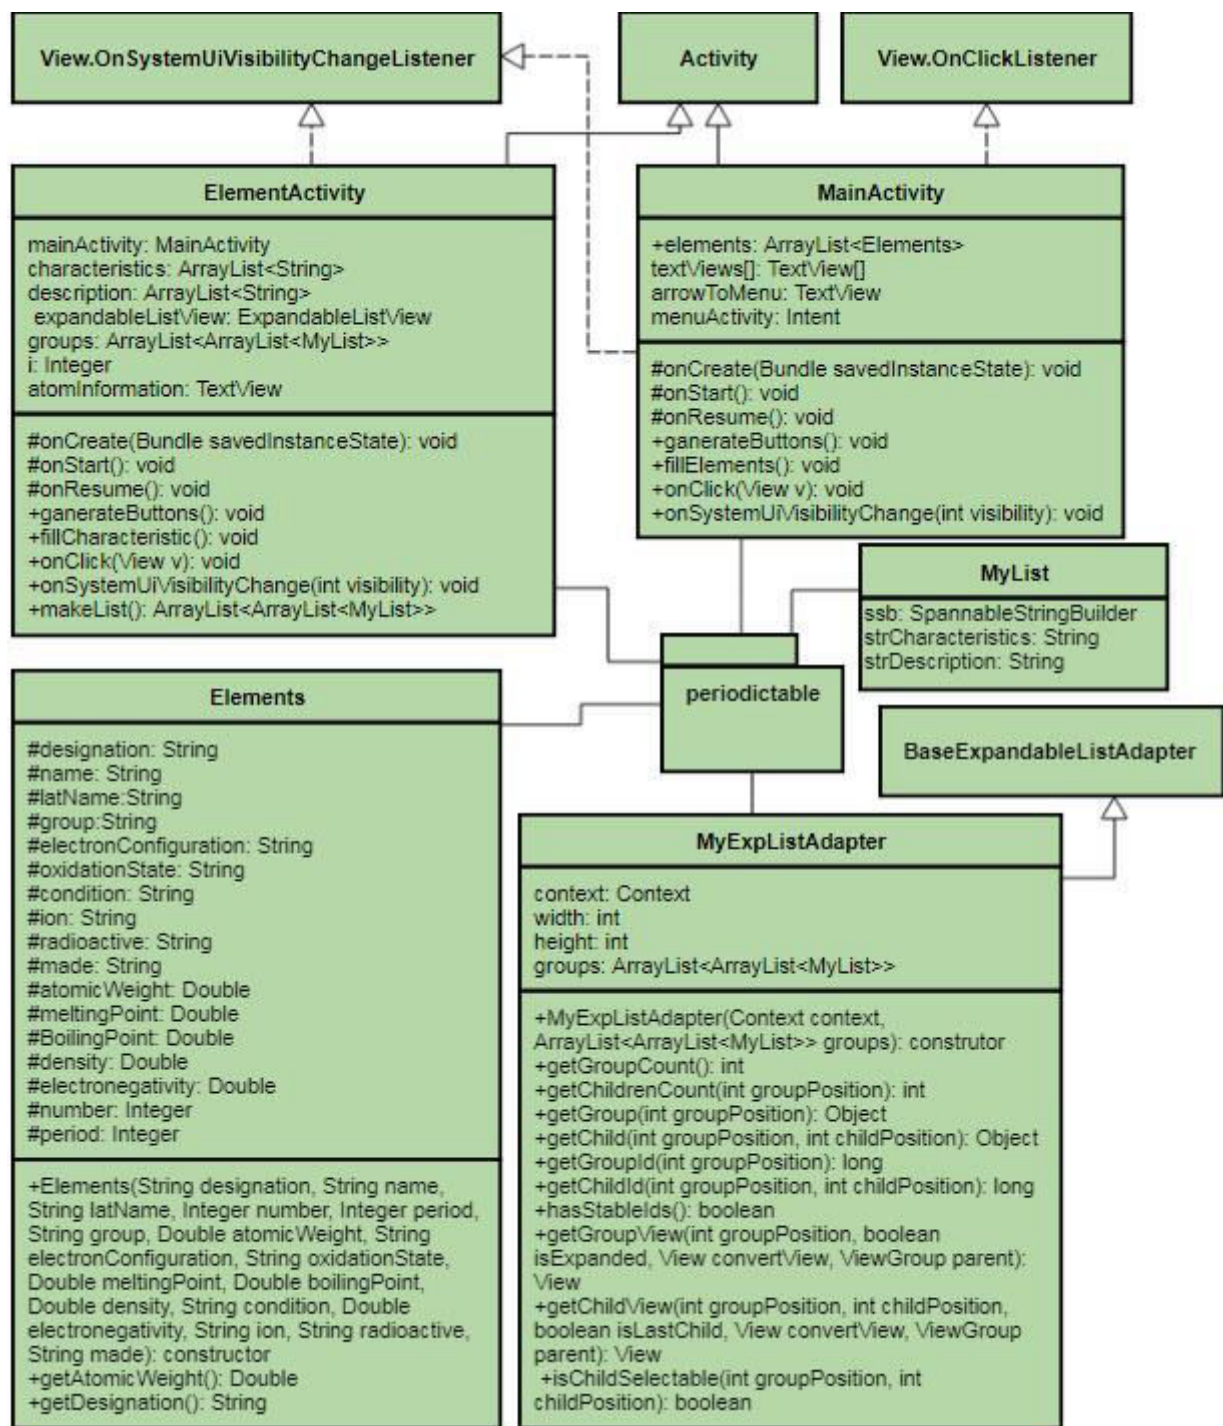 View.OnSystemUiVisibilityChangeListener
Activity
View.OnClickListener
ElementActivity
mainActivity: MainActivity
characteristics: ArrayList<String>
description: ArrayList<String>
expandableListView: ExpandableListView
groups: ArrayList<ArrayList<MyList>>
i: Integer
atomInformation: TextView
#onCreate(Bundle savedInstanceState): void
#onStart(): void
#onResume(): void
+ganerateButtons(): void
+fillCharacteristic(): void
+onClick(View v): void
+onSystemUiVisibilityChange(int visibility): void
+makeList(): ArrayList<ArrayList<MyList>>
MainActivity
+elements: ArrayList<Elements>
textViews[]: TextView[]
arrowToMenu: TextView
menuActivity: Intent
#onCreate(Bundle savedInstanceState): void
#onStart(): void
#onResume(): void
+ganerateButtons(): void
+fillElements(): void
+onClick(View v): void
+onSystemUiVisibilityChange(int visibility): void
MyList
ssb: SpannableStringBuilder
strCharacteristics: String
strDescription: String
periodictable
Elements
#designation: String
#name: String
#latName:String
#group:String
#electronConfiguration: String
#oxidationState: String
#condition: String
#ion: String
#radioactive: String
#made: String
#atomicWeight: Double
#meltingPoint: Double
#BoilingPoint: Double
#density: Double
#electronegativity: Double
#number: Integer
#period: Integer
+Elements(String designation, String name,
String latName, Integer number, Integer period,
String group, Double atomicWeight, String
electronConfiguration, String oxidationState,
Double meltingPoint, Double boilingPoint,
Double density, String condition, Double
electronegativity, String ion, String radioactive,
String made): constructor
+getAtomicWeight(): Double
+getDesignation(): String
BaseExpandableListAdapter
MyExpListAdapter
context: Context
width: int
height: int
groups: ArrayList<ArrayList<MyList>>
+MyExpListAdapter(Context context,
ArrayList<ArrayList<MyList>> groups): construtor
+getGroupCount(): int
+getChildrenCount(int groupPosition): int
+getGroup(int groupPosition): Object
+getChild(int groupPosition, int childPosition): Object
+getGroupId(int groupPosition): long
+getChildId(int groupPosition, int childPosition): long
+hasStableIds(): boolean
+getGroupView(int groupPosition, boolean
isExpanded, View convertView, ViewGroup parent):
View
+getChildView(int groupPosition, int childPosition,
boolean isLastChild, View convertView, ViewGroup
parent): View
+isChildSelectable(int groupPosition, int
childPosition): boolean